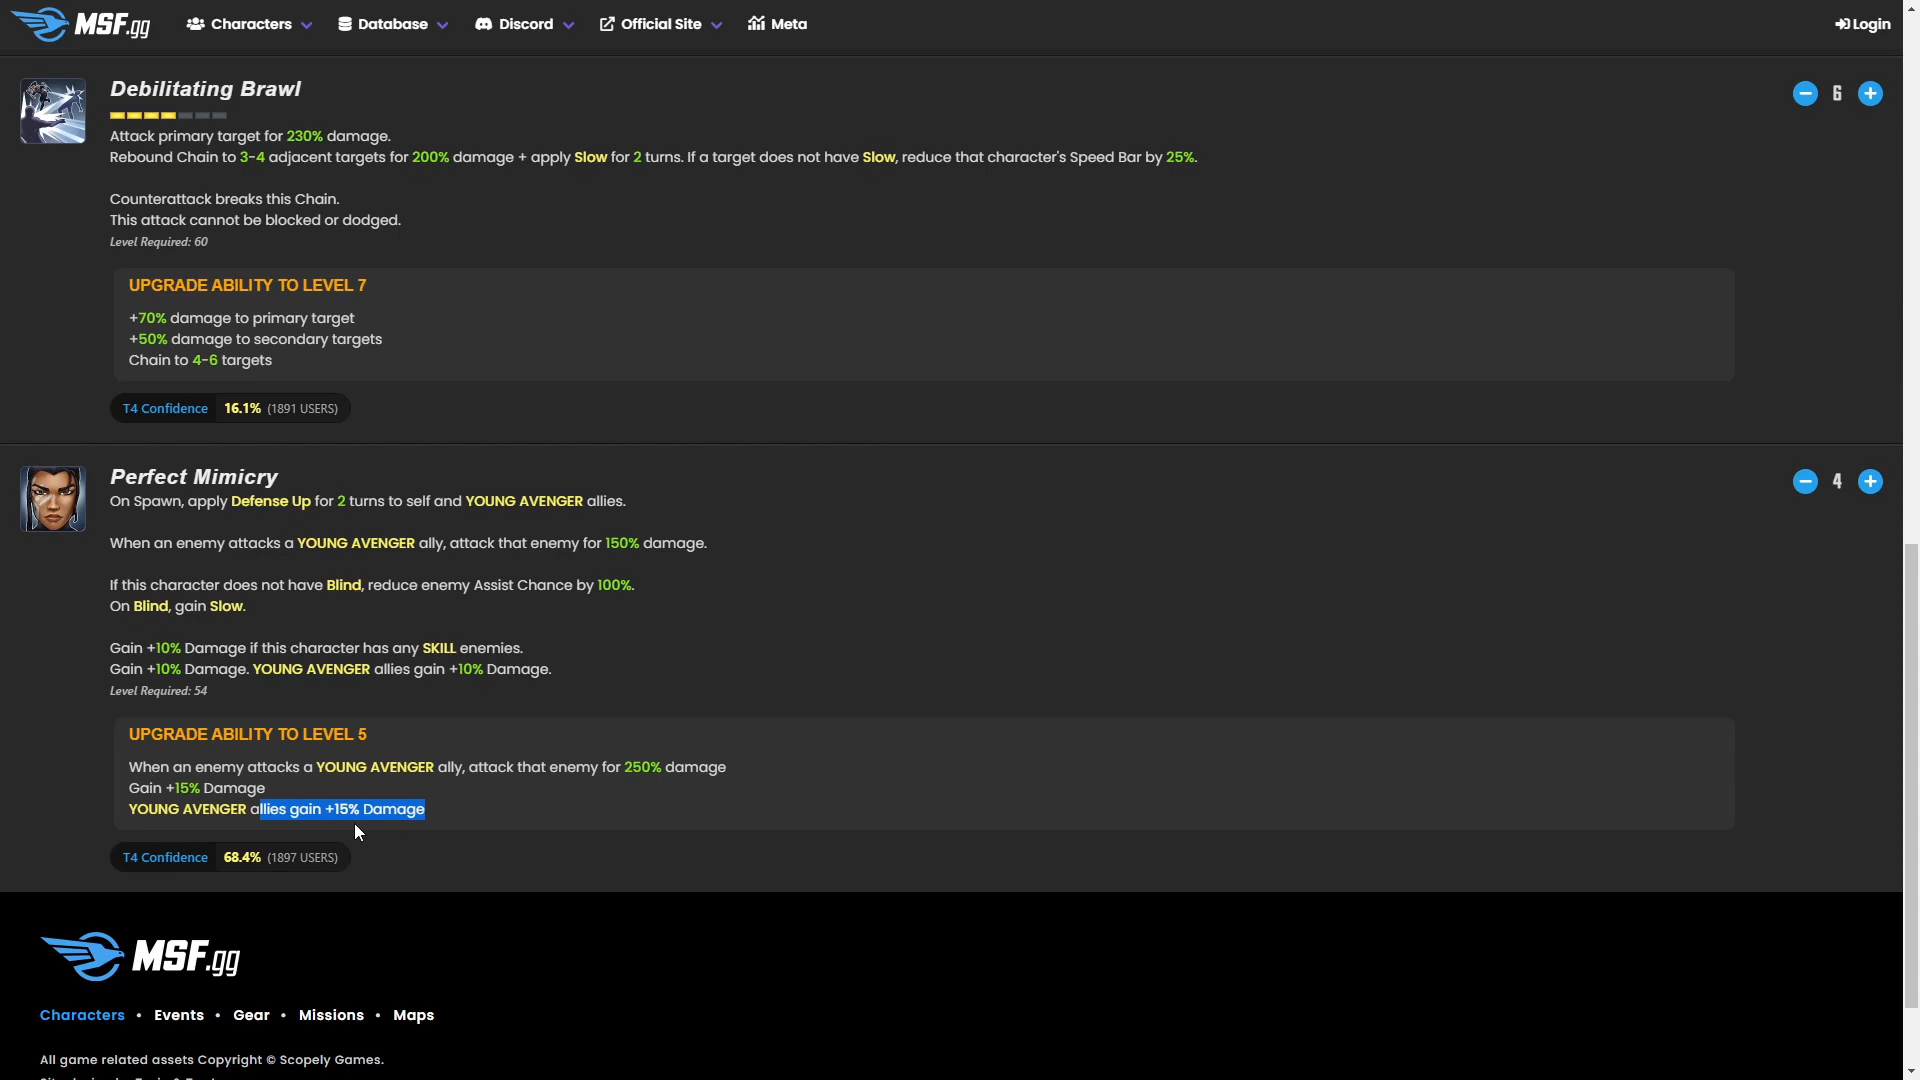 MSF.gg
Characters
Database
Discord
Official Site
Meta
Login
Debilitating Brawl
6
Attack primary target for 230% damage.
Rebound Chain to 3-4 adjacent targets for 200% damage + apply Slow for 2 turns. If a target does not have Slow, reduce that character's Speed Bar by 25%.
Counterattack breaks this Chain.
This attack cannot be blocked or dodged.
Level Required: 60
UPGRADE ABILITY TO LEVEL 7
+70% damage to primary target
+50% damage to secondary targets
Chain to 4-6 targets
T4 Confidence 16.1% (1891 USERS)
Perfect Mimicry
4
On Spawn, apply Defense Up for 2 turns to self and YOUNG AVENGER allies.
When an enemy attacks a YOUNG AVENGER ally, attack that enemy for 150% damage.
If this character does not have Blind, reduce enemy Assist Chance by 100%.
On Blind, gain Slow.
Gain +10% Damage if this character has any SKILL enemies.
Gain +10% Damage. YOUNG AVENGER allies gain +10% Damage.
Level Required: 54
UPGRADE ABILITY TO LEVEL 5
When an enemy attacks a YOUNG AVENGER ally, attack that enemy for 250% damage
Gain +15% Damage
YOUNG AVENGER allies gain +15% Damage
T4 Confidence 68.4% (1897 USERS)
MSF.gg
Characters • Events • Gear • Missions • Maps
All game related assets Copyright © Scopely Games.